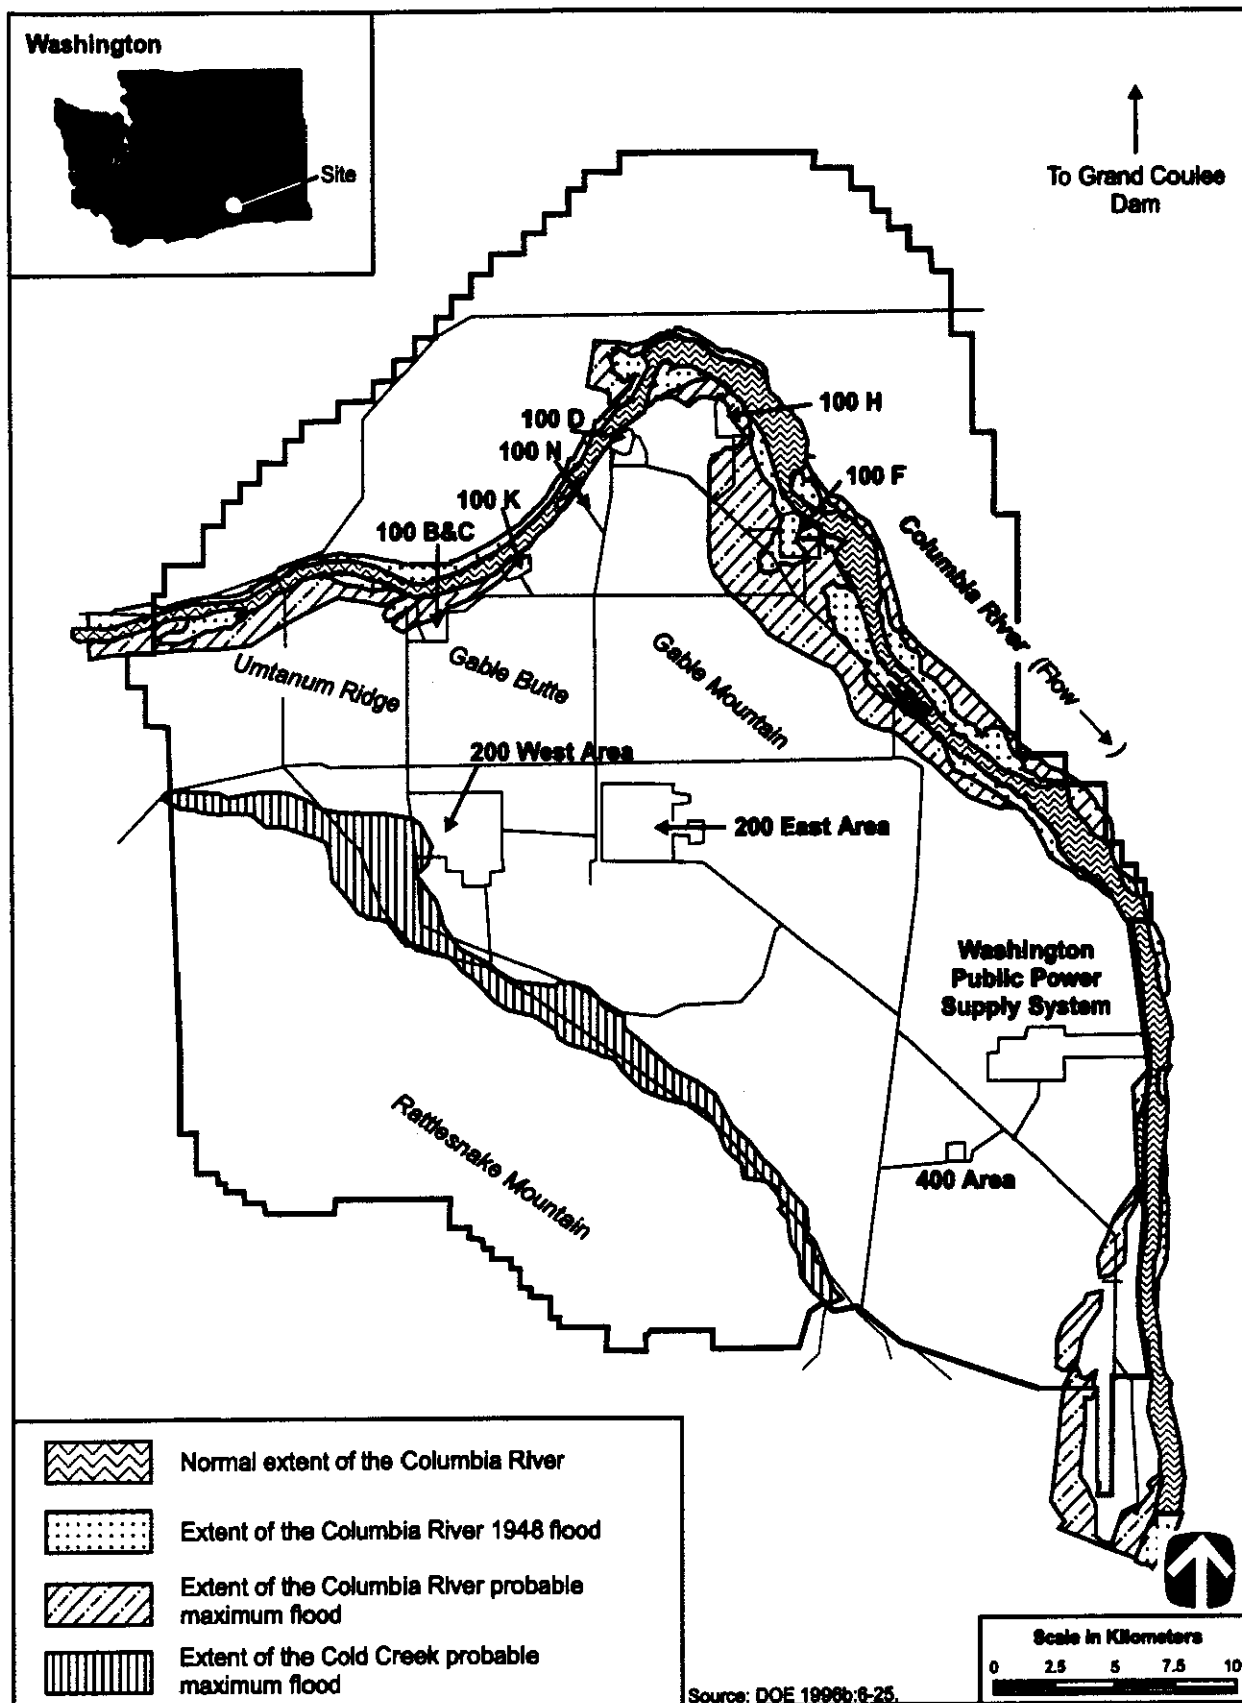 Washington
Site
To Grand Coulee
Dam
100 H
100 D
100 N
100 F
100 K
100 B&C
Columbia River (Flow )
Umtanum Ridge
Gable Butte
Gable Mountain
200 West Area
200 East Area
Washington
Public Power
Supply System
Rattlesnake Mountain
400 Area
Normal extent of the Columbia River
Extent of the Columbia River 1948 flood
Extent of the Columbia River probable
maximum flood
Extent of the Cold Creek probable
maximum flood
Scale in Kilometers
0 2.5 5 7.5 10
Source: DOE 1996b:6-25.